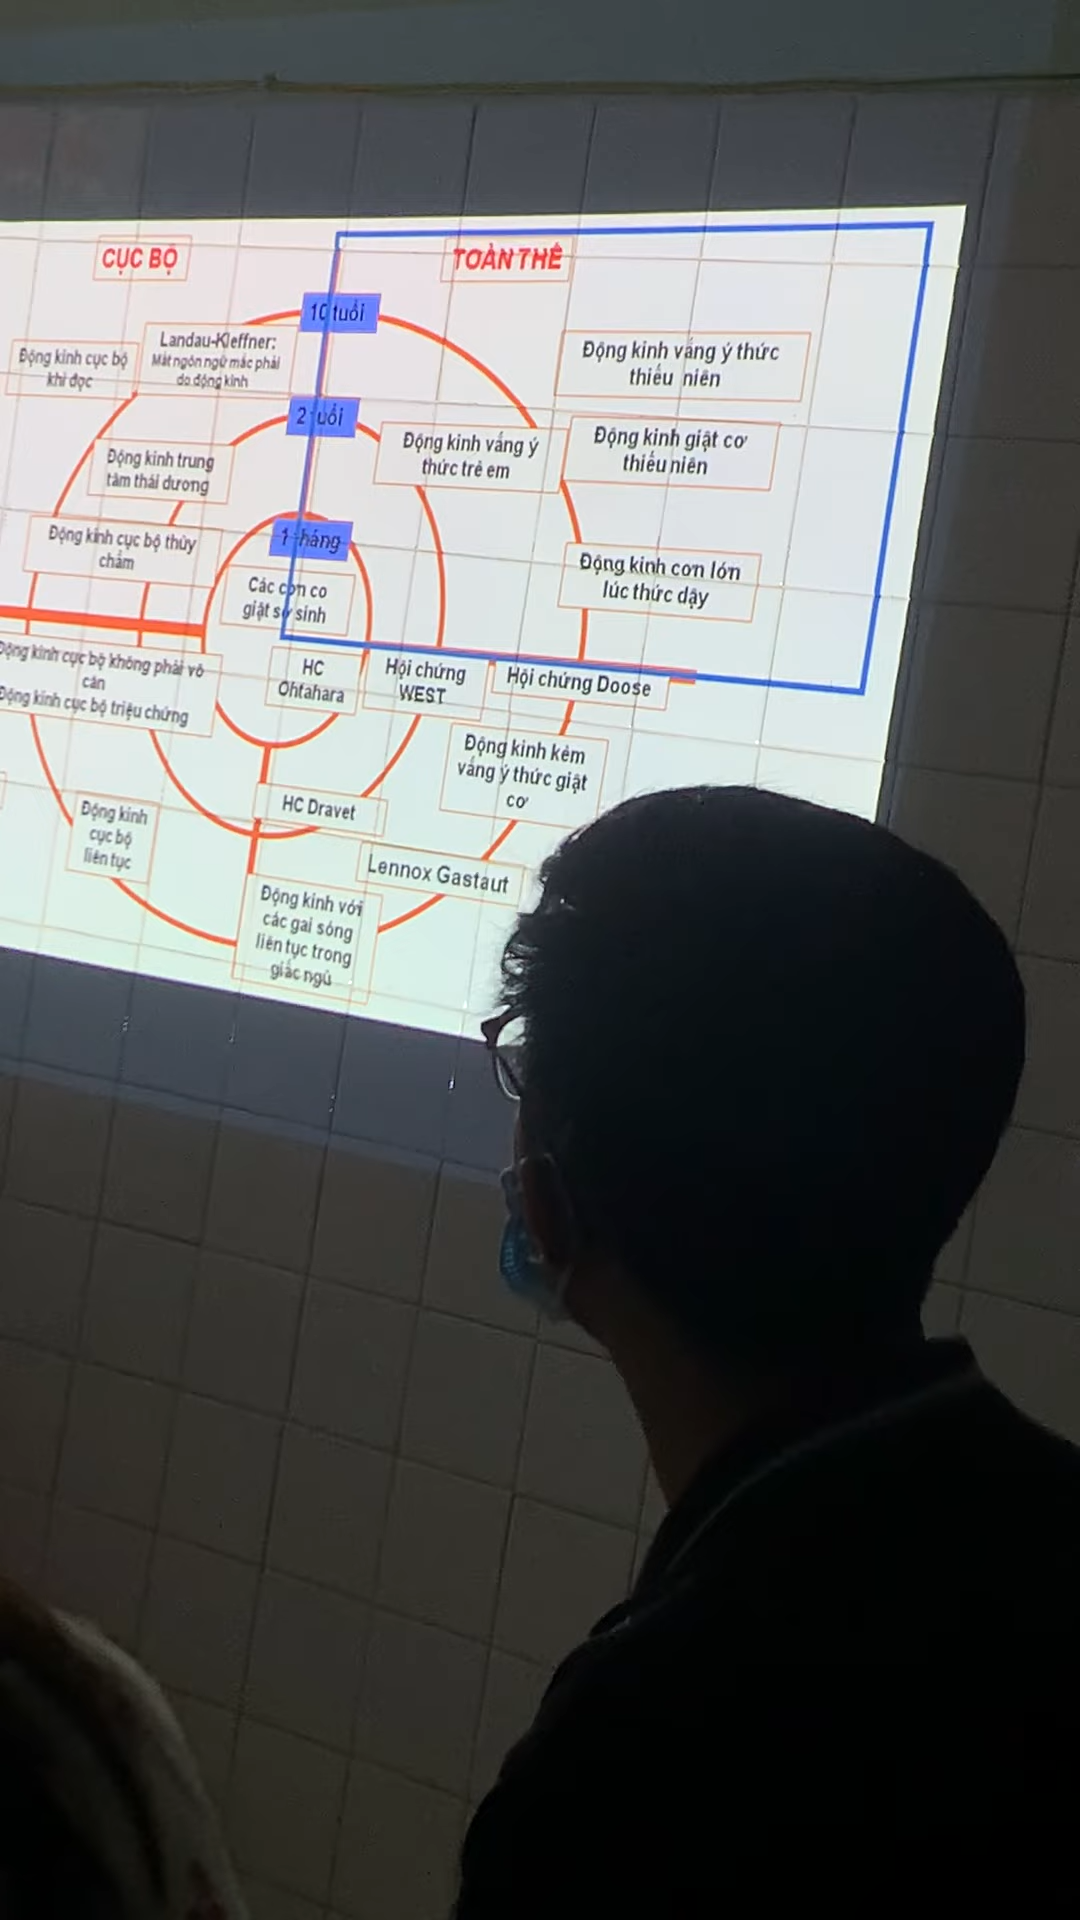 CỤC BỘ
TOÀN THỂ
10 tuổi
Landau-Kleffner:
Mất ngôn ngữ mắc phải
do động kinh
Động kinh cục bộ
khi đọc
Động kinh vắng ý thức
thiếu niên
2 tuổi
Động kinh vắng ý
thức trẻ em
Động kinh giật cơ
thiếu niên
Động kinh trung
tâm thái dương
Động kinh cục bộ thùy
chẩm
1 tháng
Động kinh cơn lớn
lúc thức dậy
Các cơn co
giật sơ sinh
Động kinh cục bộ không phải vô
căn
Động kinh cục bộ triệu chứng
HC
Ohtahara
Hội chứng
WEST
Hội chứng Doose
Động kinh kèm
vắng ý thức giật
cơ
HC Dravet
Động kinh
cục bộ
liên tục
Lennox Gastaut
Động kinh với
các gai sóng
liên tục trong
giấc ngủ